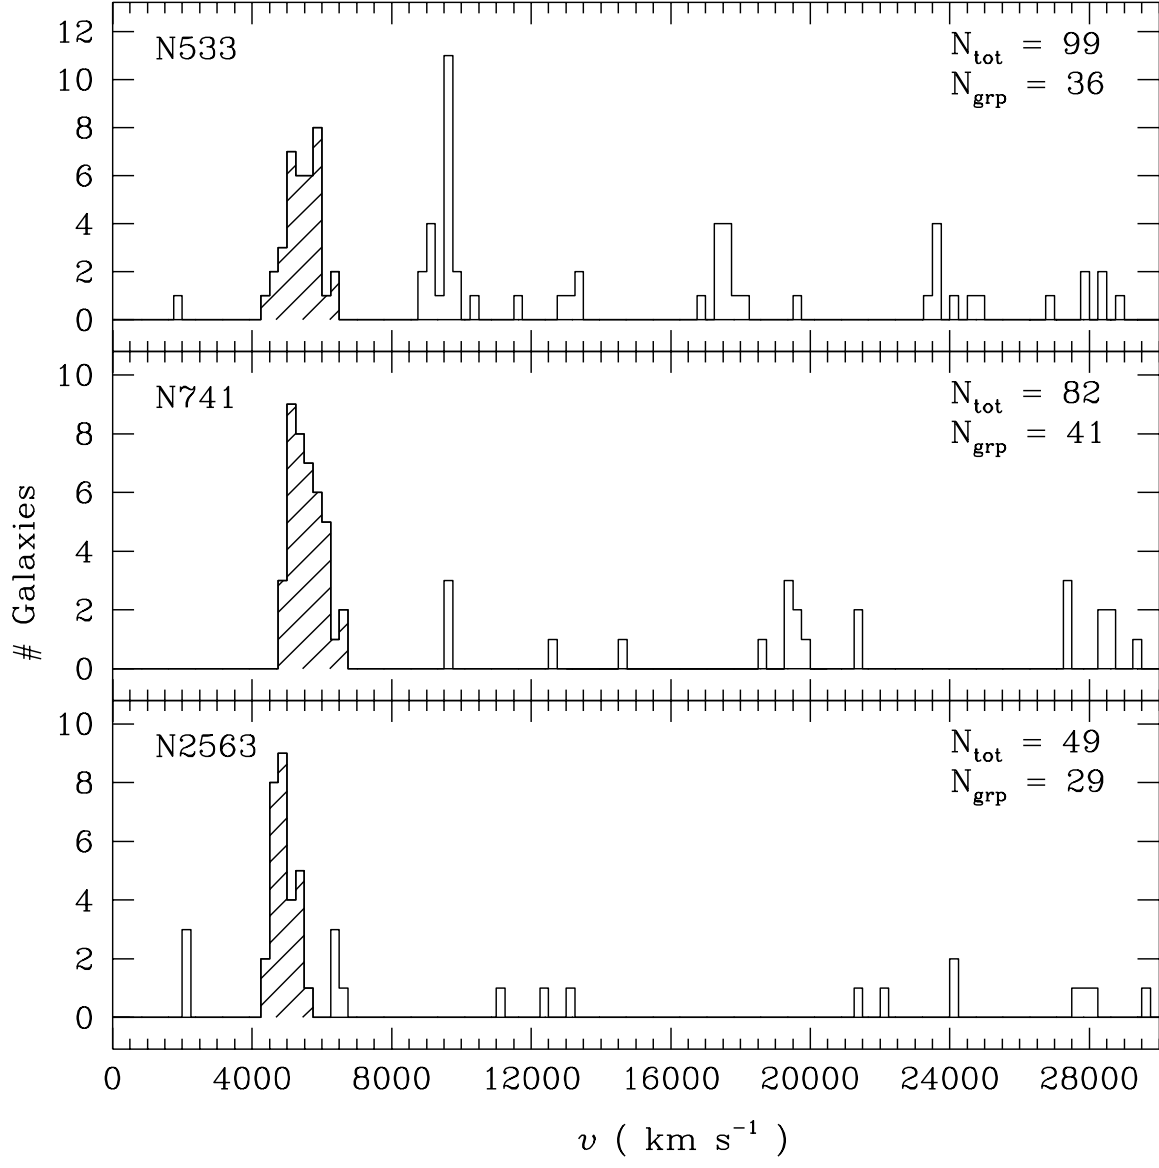 N533
N_tot = 99
N_grp = 36
12
10
8
6
4
2
0
N741
N_tot = 82
N_grp = 41
10
8
6
4
2
0
# Galaxies
N2563
N_tot = 49
N_grp = 29
10
8
6
4
2
0
0 4000 8000 12000 16000 20000 24000 28000
υ ( km s⁻¹ )